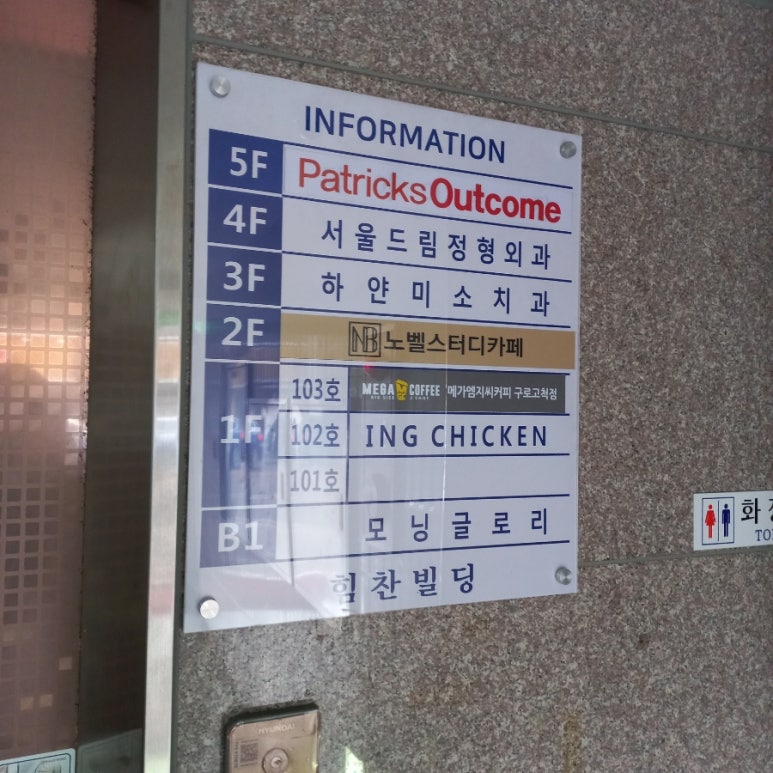 INFORMATION
5F PatricksOutcome
4F 서울드림정형외과
3F 하얀미소치과
2F NB 노벨스터디카페
1F
103호 MEGA COFFEE 메가엠지씨커피 구로고척점
102호 ING CHICKEN
101호
B1 모닝글로리
힘찬빌딩
HYUNDAI